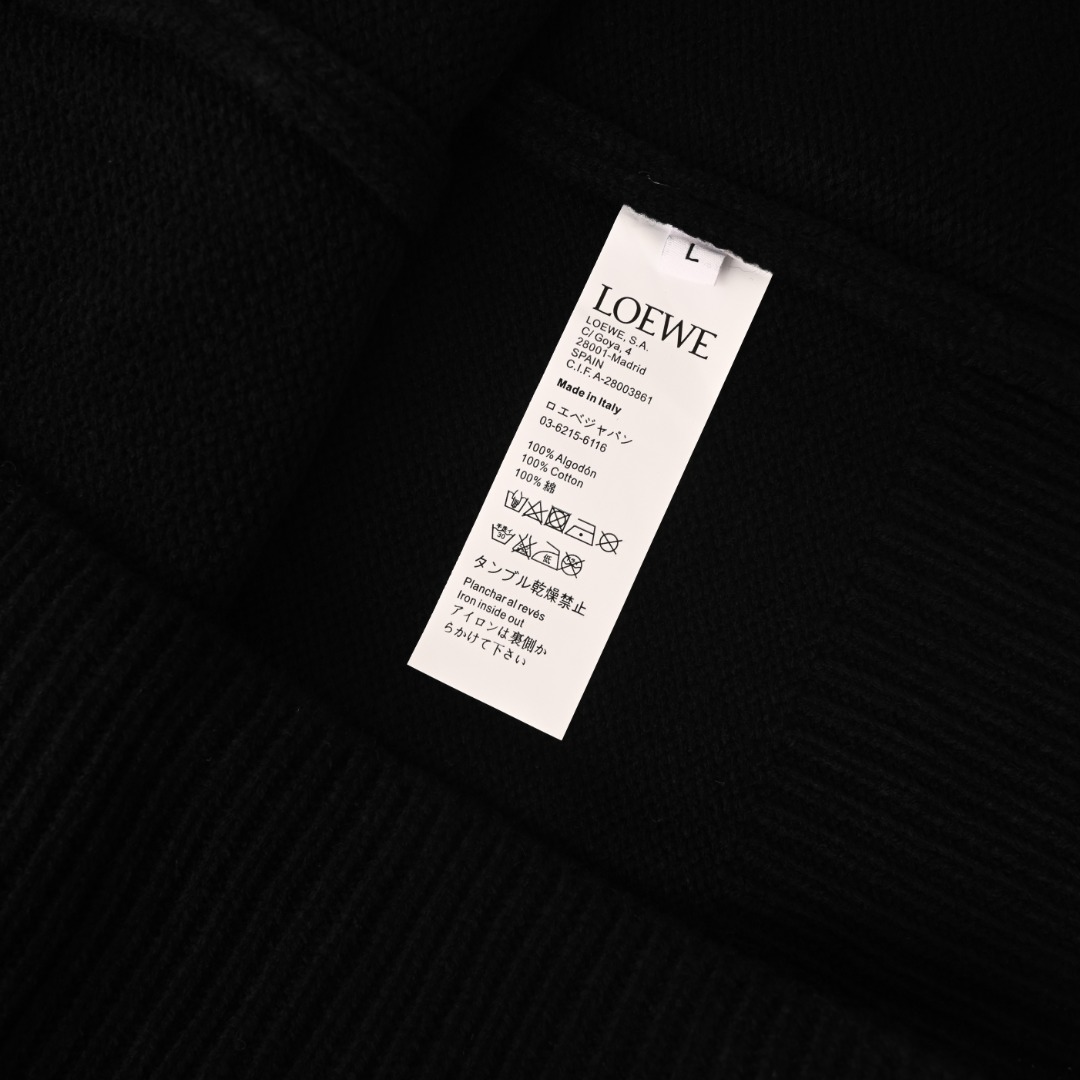 L
LOEWE
LOEWE, S.A.
C/ Goya, 4
28001-Madrid
SPAIN
C.I.F. A-28003861
Made in Italy
ロエベジャパン
03-6215-6116
100% Algodón
100% Cotton
100% 綿
30
低
タンブル乾燥禁止
Planchar al revés
Iron inside out
アイロンは裏側か
らかけて下さい